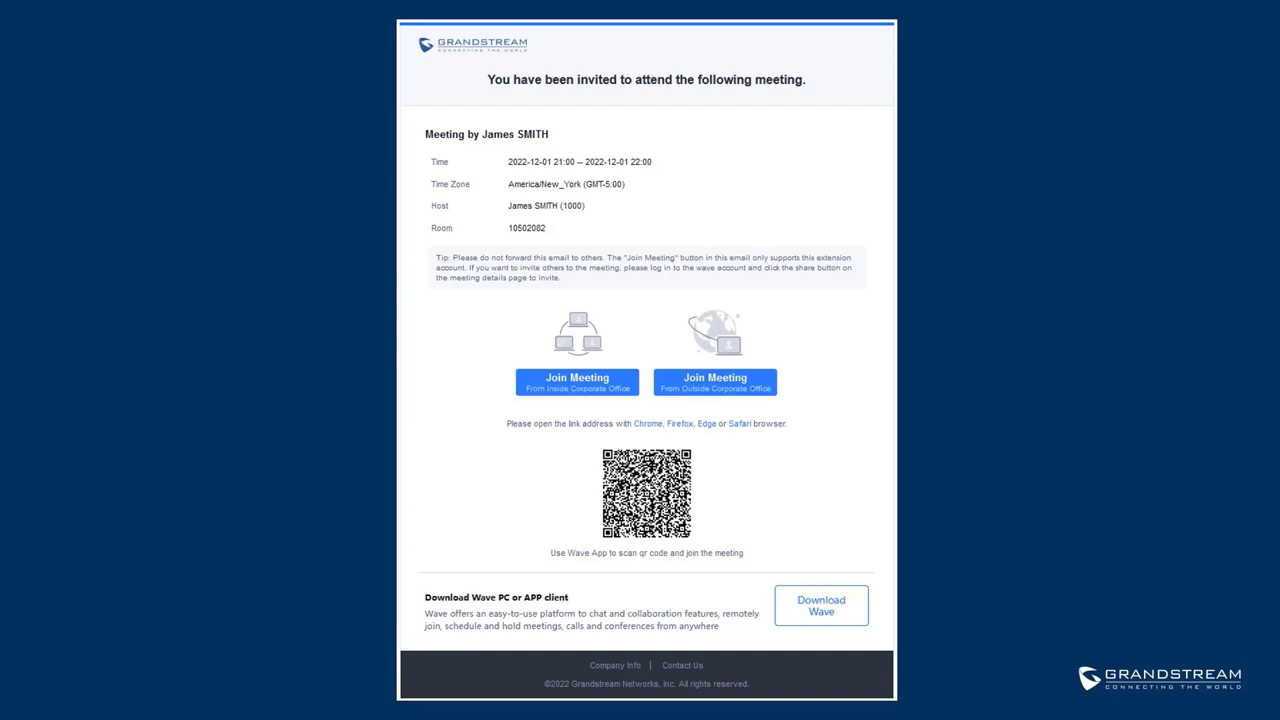 GRANDSTREAM
CONNECTING THE WORLD
You have been invited to attend the following meeting.
Meeting by James SMITH
Time 2022-12-01 21:00 -- 2022-12-01 22:00
Time Zone America/New_York (GMT-5:00)
Host James SMITH (1000)
Room 10502082
Tip: Please do not forward this email to others. The "Join Meeting" button in this email only supports this extension
account. If you want to invite others to the meeting, please log in to the wave account and click the share button on
the meeting details page to invite.
Join Meeting
From Inside Corporate Office
Join Meeting
From Outside Corporate Office
Please open the link address with Chrome, Firefox, Edge or Safari browser.
Use Wave App to scan qr code and join the meeting
Download Wave PC or APP client
Wave offers an easy-to-use platform to chat and collaboration features, remotely
join, schedule and hold meetings, calls and conferences from anywhere
Download
Wave
Company Info | Contact Us
©2022 Grandstream Networks, Inc. All rights reserved.
GRANDSTREAM
CONNECTING THE WORLD